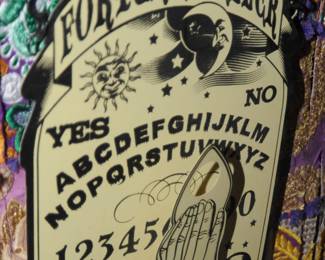 YES
NO
ABCDEFGHIJKLM
NOPQRSTUVWXYZ
12345